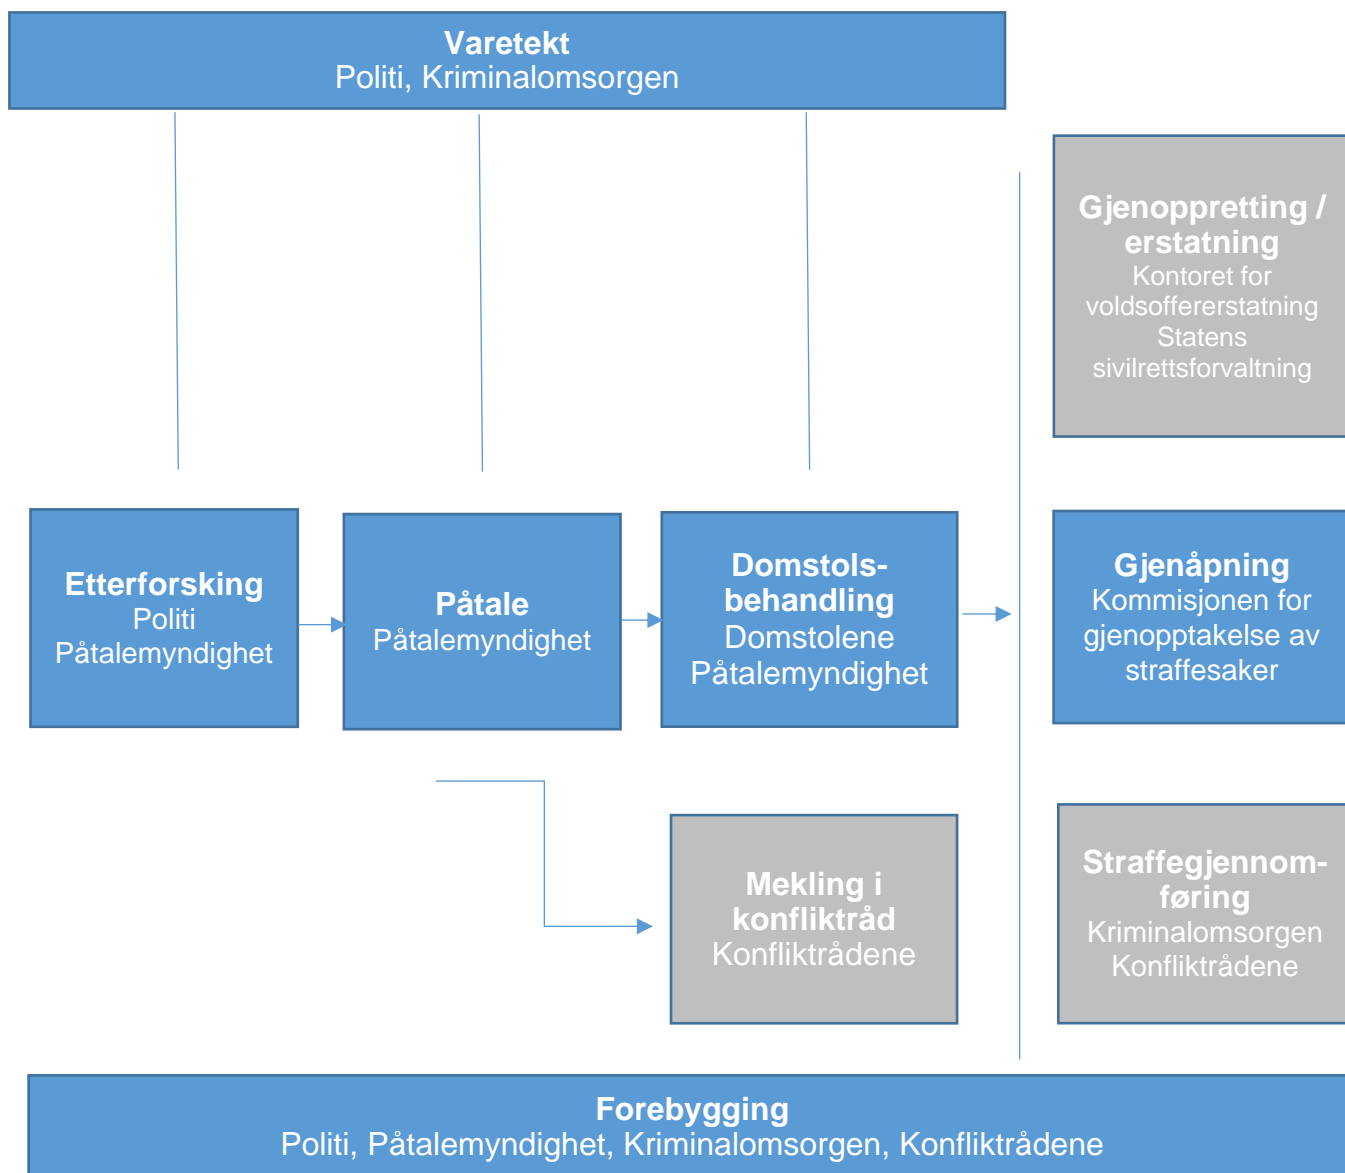 Varetekt
Politi, Kriminalomsorgen
Gjenoppretting /
erstatning
Kontoret for
voldsoffererstatning
Statens
sivilrettsforvaltning
Etterforsking
Politi
Påtalemyndighet
Påtale
Påtalemyndighet
Domstols-
behandling
Domstolene
Påtalemyndighet
Gjenåpning
Kommisjonen for
gjenopptakelse av
straffesaker
Mekling i
konfliktråd
Konfliktrådene
Straffegjennom-
føring
Kriminalomsorgen
Konfliktrådene
Forebygging
Politi, Påtalemyndighet, Kriminalomsorgen, Konfliktrådene